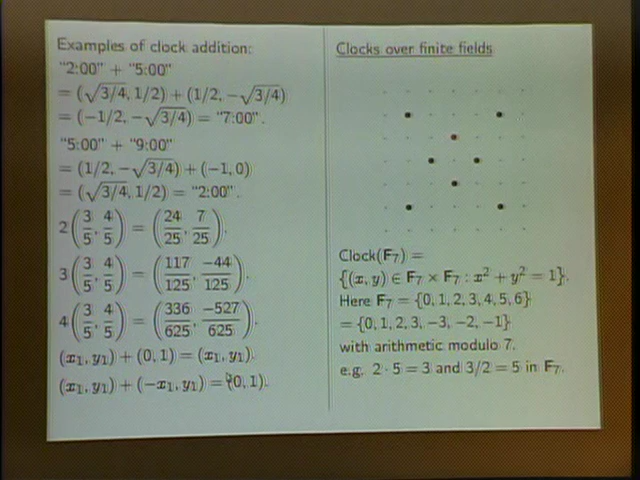 Examples of clock addition:
"2:00" + "5:00"
= (√3/4, 1/2) + (1/2, −√3/4)
= (−1/2, −√3/4) = "7:00".
"5:00" + "9:00"
= (1/2, −√3/4) + (−1, 0)
= (√3/4, 1/2) = "2:00".
2(3/5, 4/5) = (24/25, 7/25).
3(3/5, 4/5) = (117/125, −44/125).
4(3/5, 4/5) = (336/625, −527/625).
(x₁, y₁) + (0, 1) = (x₁, y₁).
(x₁, y₁) + (−x₁, y₁) = (0, 1).
Clocks over finite fields
Clock(F₇) =
{(x, y) ∈ F₇ × F₇ : x² + y² = 1}.
Here F₇ = {0, 1, 2, 3, 4, 5, 6}
= {0, 1, 2, 3, −3, −2, −1}
with arithmetic modulo 7.
e.g. 2 · 5 = 3 and 3/2 = 5 in F₇.